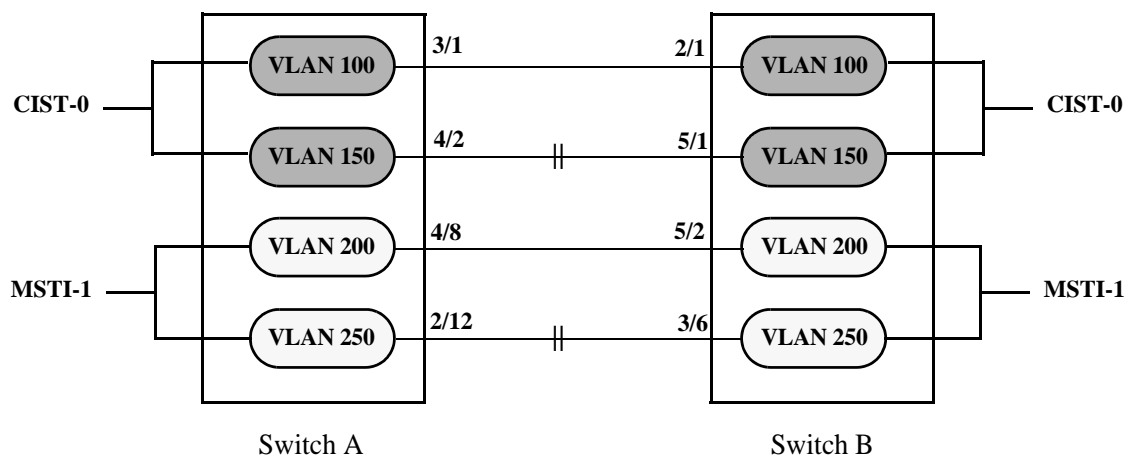 3/1
2/1
VLAN 100
VLAN 100
CIST-0
CIST-0
4/2
5/1
VLAN 150
VLAN 150
4/8
5/2
VLAN 200
VLAN 200
MSTI-1
MSTI-1
2/12
3/6
VLAN 250
VLAN 250
Switch A
Switch B